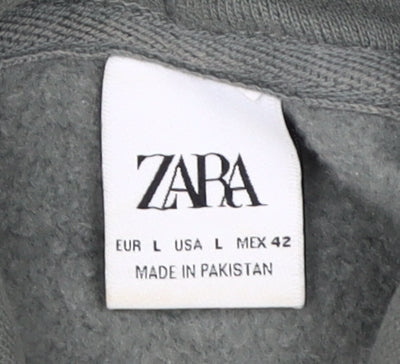 ZARA
EUR L USA L MEX 42
MADE IN PAKISTAN